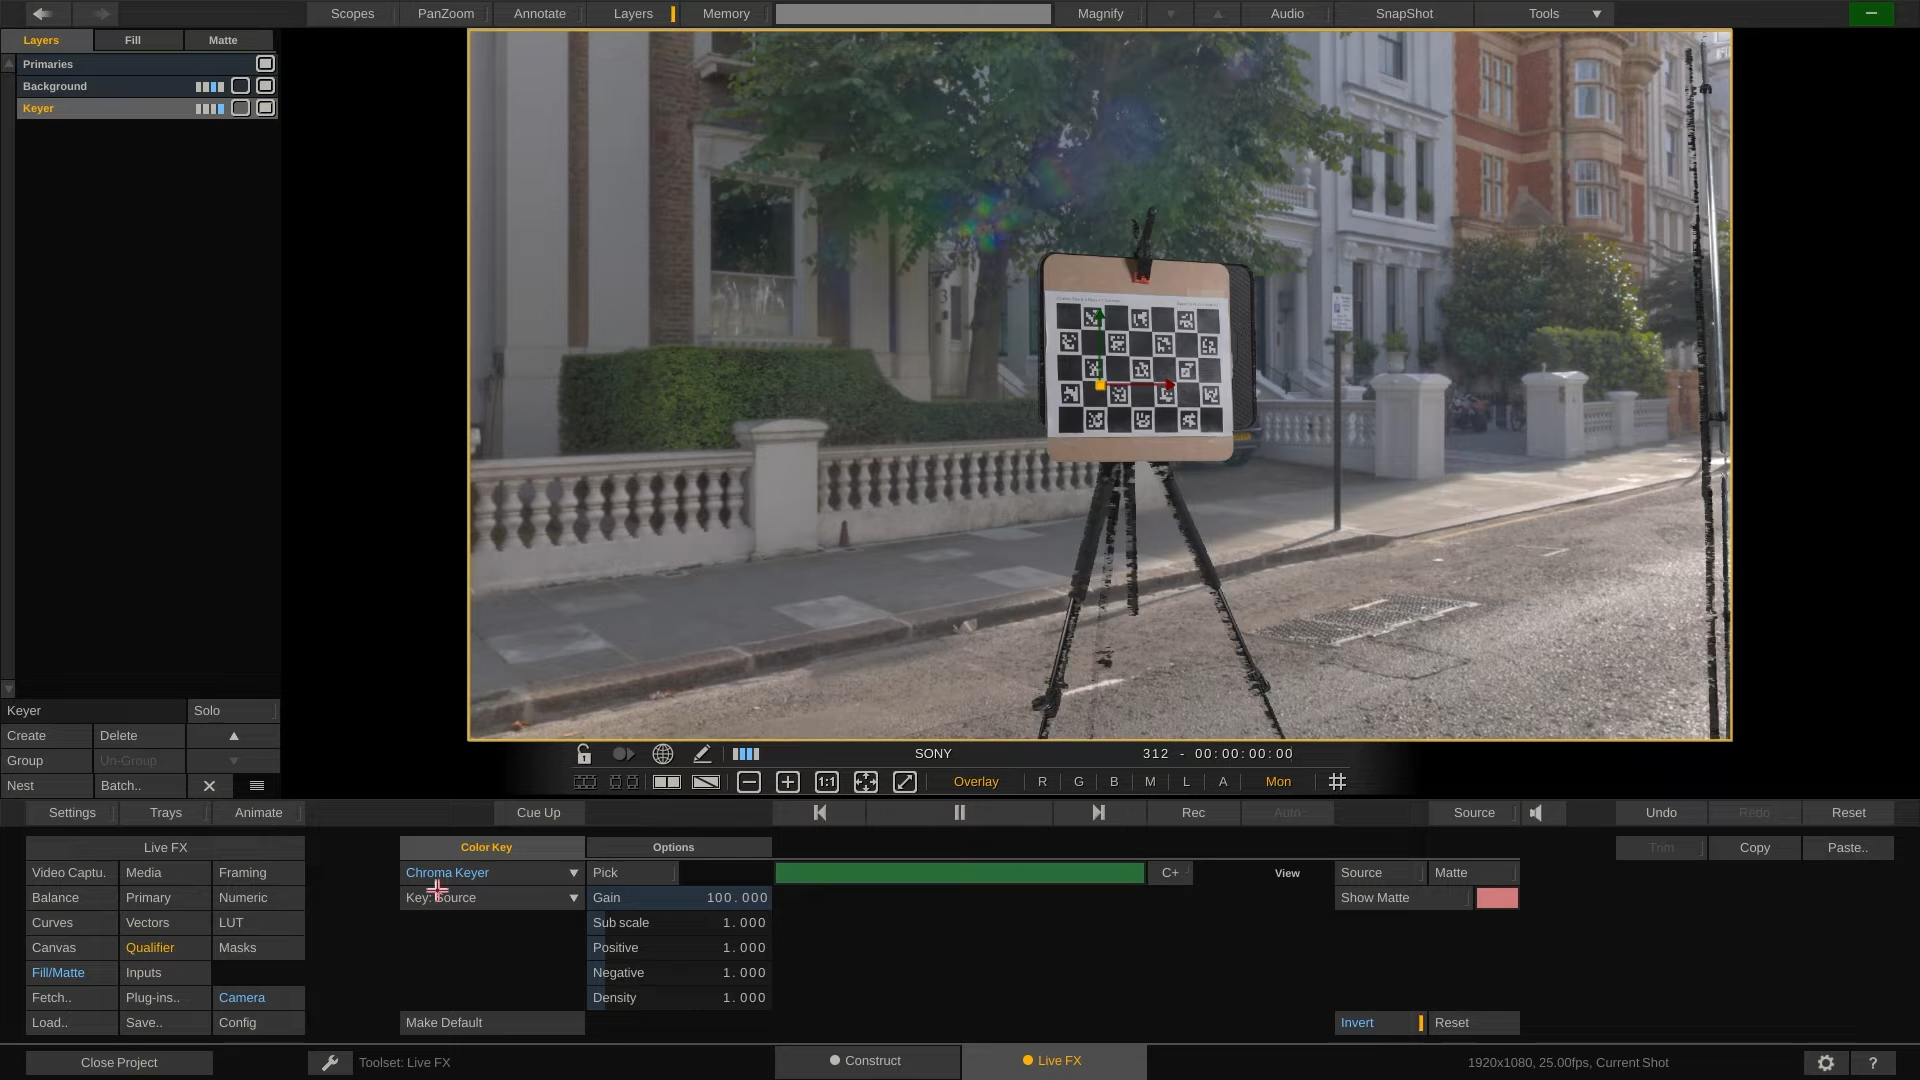 Scopes PanZoom Annotate Layers Memory Magnify Audio SnapShot Tools
Layers Fill Matte
Primaries
Background
Keyer
Keyer Solo
Create Delete
Group Un-Group
Nest Batch..
SONY 312 - 00:00:00:00
1:1 Overlay R G B M L A Mon
Settings Trays Animate Cue Up Rec Auto Source Undo Redo Reset
Live FX Color Key Options Trim Copy Paste..
Video Captu. Media Framing Chroma Keyer Pick C+ View Source Matte
Balance Primary Numeric Key: Source Gain 100.000 Show Matte
Curves Vectors LUT Sub scale 1.000
Canvas Qualifier Masks Positive 1.000
Fill/Matte Inputs Negative 1.000
Fetch.. Plug-ins.. Camera Density 1.000
Load.. Save.. Config Make Default Invert Reset
Close Project Toolset: Live FX Construct Live FX 1920x1080, 25.00fps, Current Shot ?